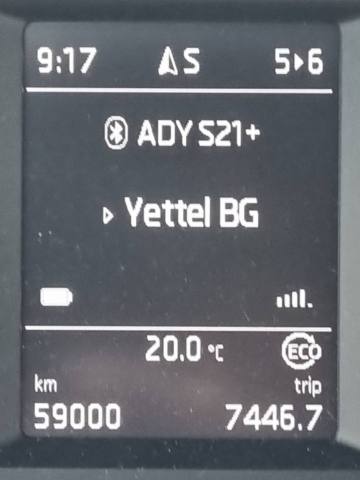 9:17 S 5▸6
ADY S21+
▹ Yettel BG
20.0 °C ECO
km trip
59000 7446.7